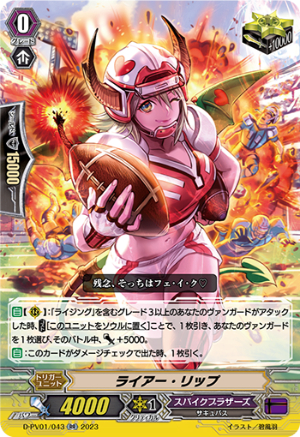 0
グレード
+10000
15000
残念、そっちはフェ・イ・ク♡
【自】【(R)】:「ライジング」を含むグレード3以上のあなたのヴァンガードがアタックした時、【コスト】[このユニットをソウルに置く]ことで、1枚引き、あなたのヴァンガードを1枚選び、そのバトル中、+5000。
【自】:このカードがダメージチェックで出た時、1枚引く。
トリガーユニット
ライアー・リップ
4000
1
スパイクブラザーズ
サキュバス
D-PV01/043 RR 2023